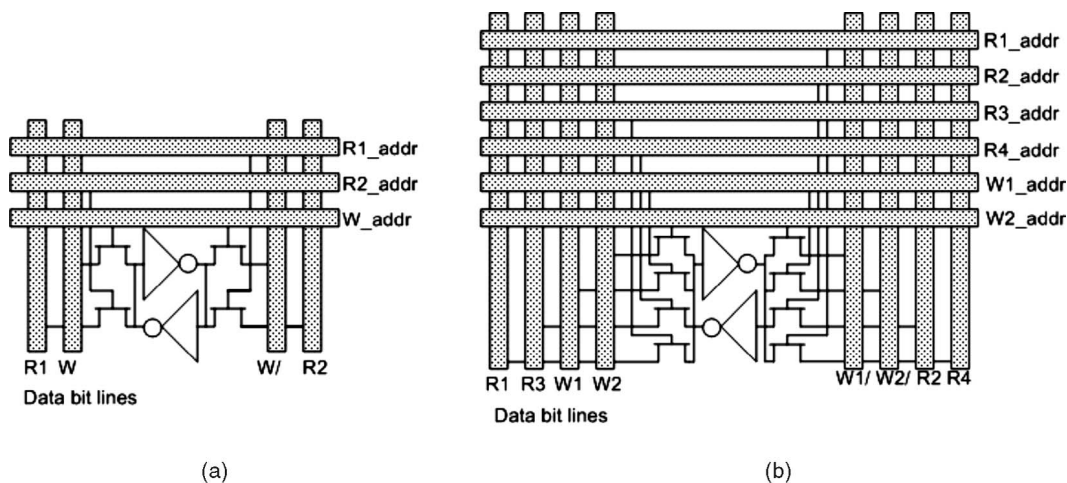 R1_addr
R2_addr
W_addr
R1 W W/ R2
Data bit lines
(a)
R1_addr
R2_addr
R3_addr
R4_addr
W1_addr
W2_addr
R1 R3 W1 W2 W1/ W2/ R2 R4
Data bit lines
(b)